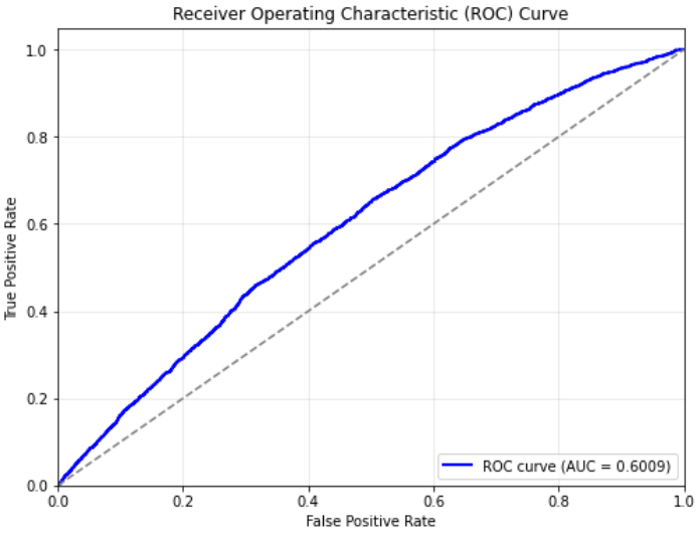 Receiver Operating Characteristic (ROC) Curve
True Positive Rate
1.0
0.8
0.6
0.4
0.2
0.0
ROC curve (AUC = 0.6009)
0.0 0.2 0.4 0.6 0.8 1.0
False Positive Rate